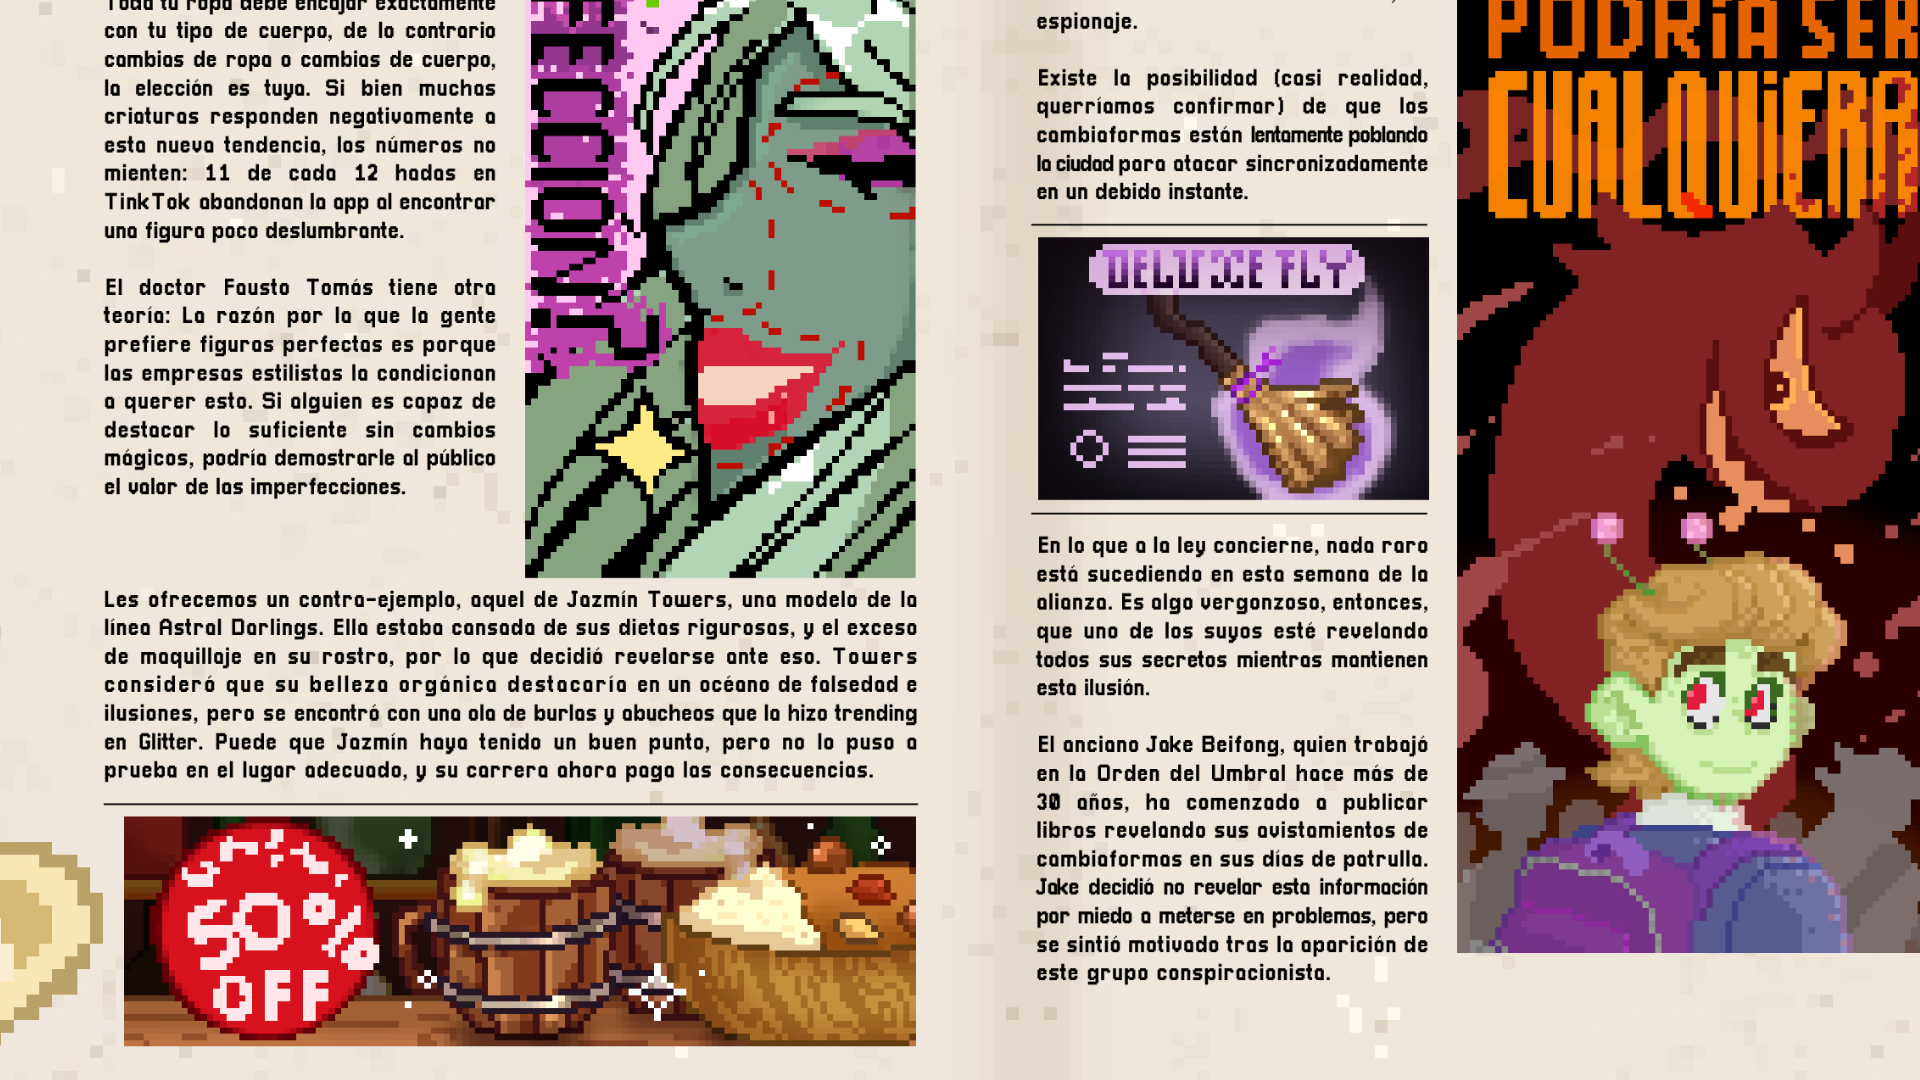 Toda tu ropa debe encajar exactamente
con tu tipo de cuerpo, de lo contrario
cambias de ropa o cambias de cuerpo,
la elección es tuya. Si bien muchas
criaturas responden negativamente a
esta nueva tendencia, los números no
mienten: 11 de cada 12 hadas en
TinkTok abandonan la app al encontrar
una figura poco deslumbrante.
El doctor Fausto Tomás tiene otra
teoría: La razón por la que la gente
prefiere figuras perfectas es porque
las empresas estilistas la condicionan
a querer esto. Si alguien es capaz de
destacar lo suficiente sin cambios
mágicos, podría demostrarle al público
el valor de las imperfecciones.
Les ofrecemos un contra-ejemplo, aquel de Jazmín Towers, una modelo de la
línea Astral Darlings. Ella estaba cansada de sus dietas rigurosas, y el exceso
de maquillaje en su rostro, por lo que decidió revelarse ante eso. Towers
consideró que su belleza orgánica destacaría en un océano de falsedad e
ilusiones, pero se encontró con una ola de burlas y abucheos que la hizo trending
en Glitter. Puede que Jazmín haya tenido un buen punto, pero no lo puso a
prueba en el lugar adecuado, y su carrera ahora paga las consecuencias.
50%
OFF
espionaje.
Existe la posibilidad (casi realidad,
querríamos confirmar) de que los
cambiaformas están lentamente poblando
la ciudad para atacar sincronizadamente
en un debido instante.
DELUXE FLY
En lo que a la ley concierne, nada raro
está sucediendo en esta semana de la
alianza. Es algo vergonzoso, entonces,
que uno de los suyos esté revelando
todos sus secretos mientras mantienen
esta ilusión.
El anciano Jake Beifong, quien trabajó
en la Orden del Umbral hace más de
30 años, ha comenzado a publicar
libros revelando sus avistamientos de
cambiaformas en sus días de patrulla.
Jake decidió no revelar esta información
por miedo a meterse en problemas, pero
se sintió motivado tras la aparición de
este grupo conspiracionista.
PODRÍA SER
CUALQUIERA